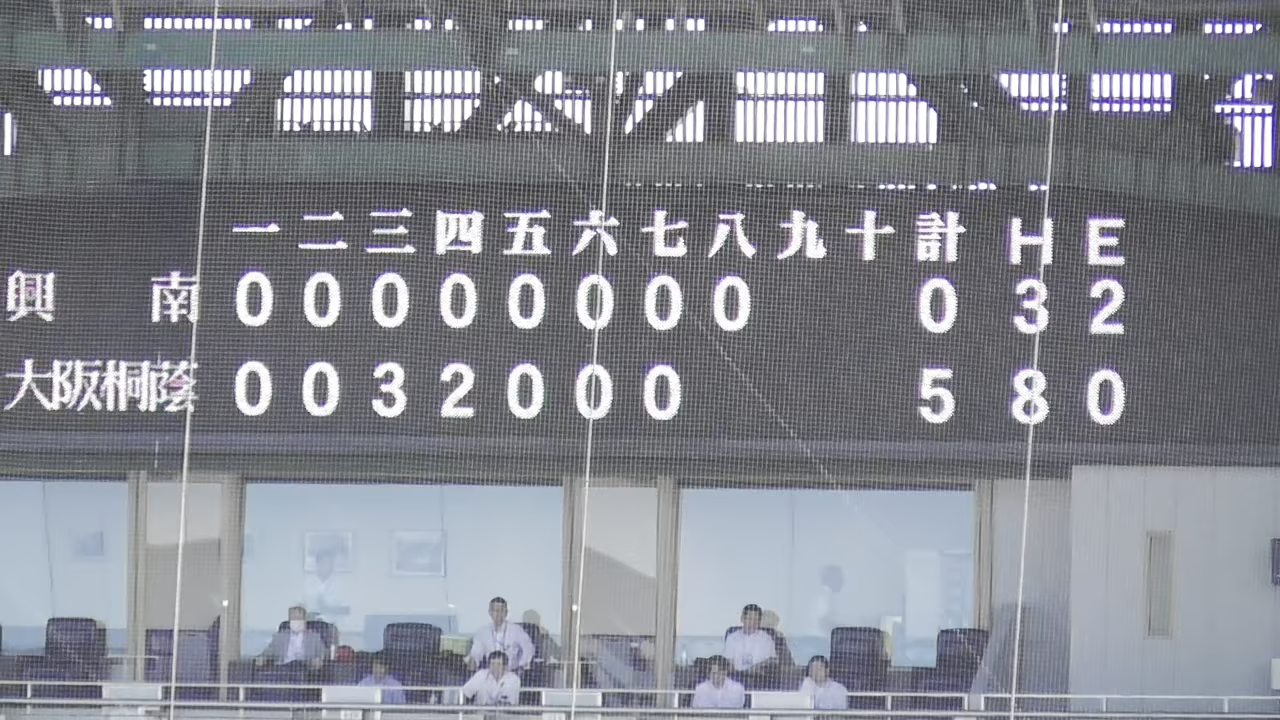 一 二 三 四 五 六 七 八 九 十 計 H E
興南 0 0 0 0 0 0 0 0 0 3 2
大阪桐蔭 0 0 3 2 0 0 0 5 8 0